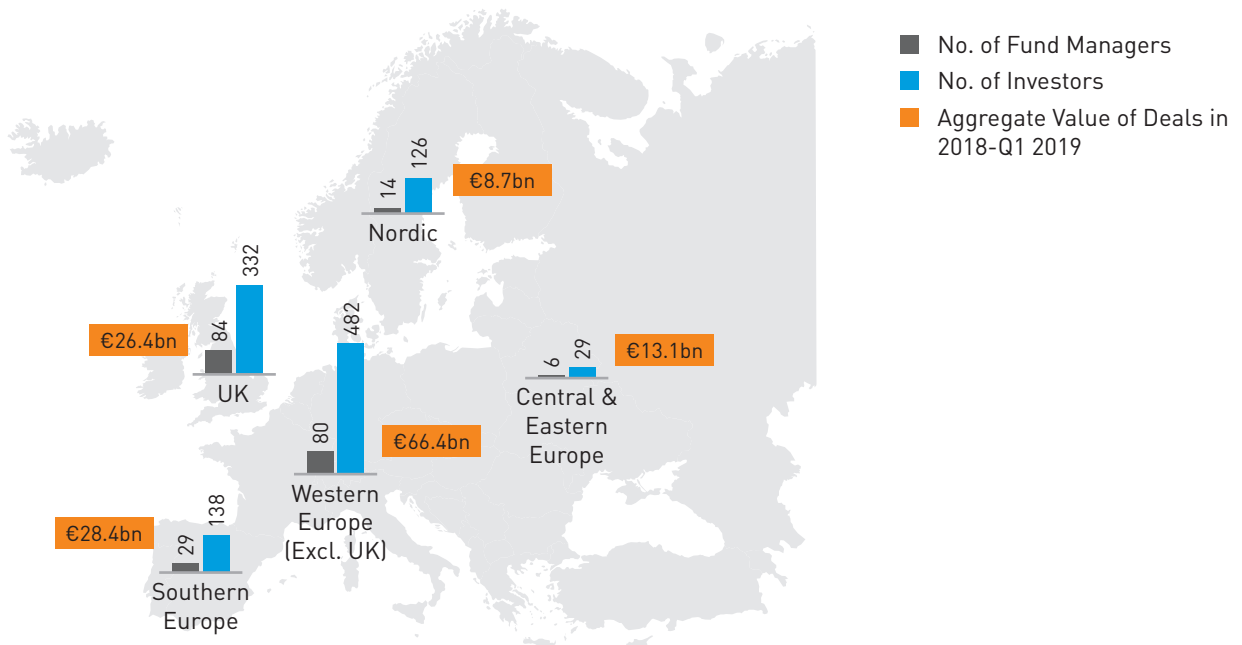 No. of Fund Managers
No. of Investors
Aggregate Value of Deals in
2018-Q1 2019
14
126
€8.7bn
Nordic
84
332
€26.4bn
UK
80
482
€66.4bn
Western
Europe
(Excl. UK)
6
29
€13.1bn
Central &
Eastern
Europe
29
138
€28.4bn
Southern
Europe